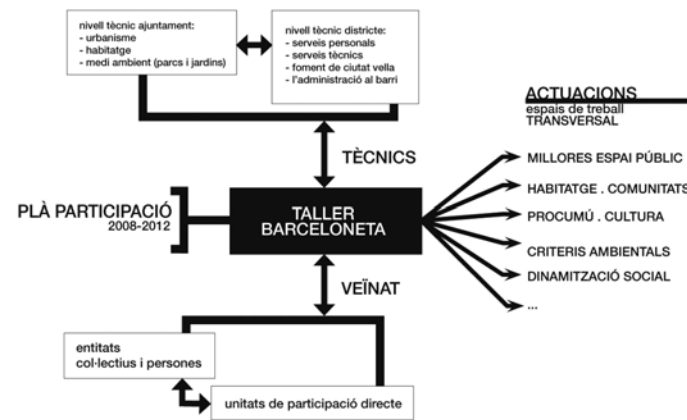 nivell tècnic ajuntament:
- urbanisme
- habitatge
- medi ambient (parcs i jardins)
nivell tècnic districte:
- serveis personals
- serveis tècnics
- foment de ciutat vella
- l'administració al barri
ACTUACIONS
espais de treball
TRANSVERSAL
TÈCNICS
PLÀ PARTICIPACIÓ
2008-2012
TALLER
BARCELONETA
MILLORES ESPAI PÚBLIC
HABITATGE . COMUNITATS
PROCUMÚ . CULTURA
CRITERIS AMBIENTALS
DINAMITZACIÓ SOCIAL
...
VEÏNAT
entitats
col·lectius i persones
unitats de participació directe